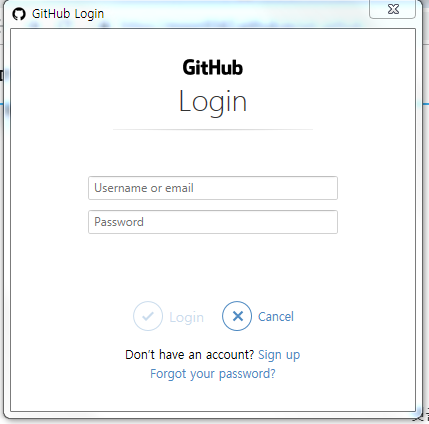 GitHub Login
GitHub
Login
Username or email
Password
Login Cancel
Don't have an account? Sign up
Forgot your password?